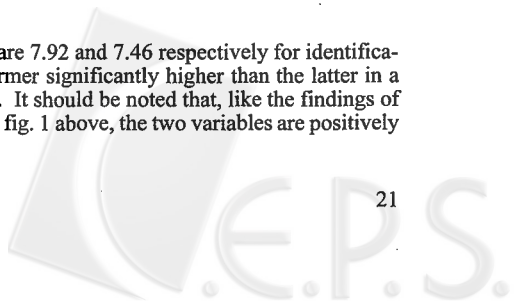 are 7.92 and 7.46 respectively for identifica-
rmer significantly higher than the latter in a
. It should be noted that, like the findings of
fig. 1 above, the two variables are positively
21
C.E.P.S.